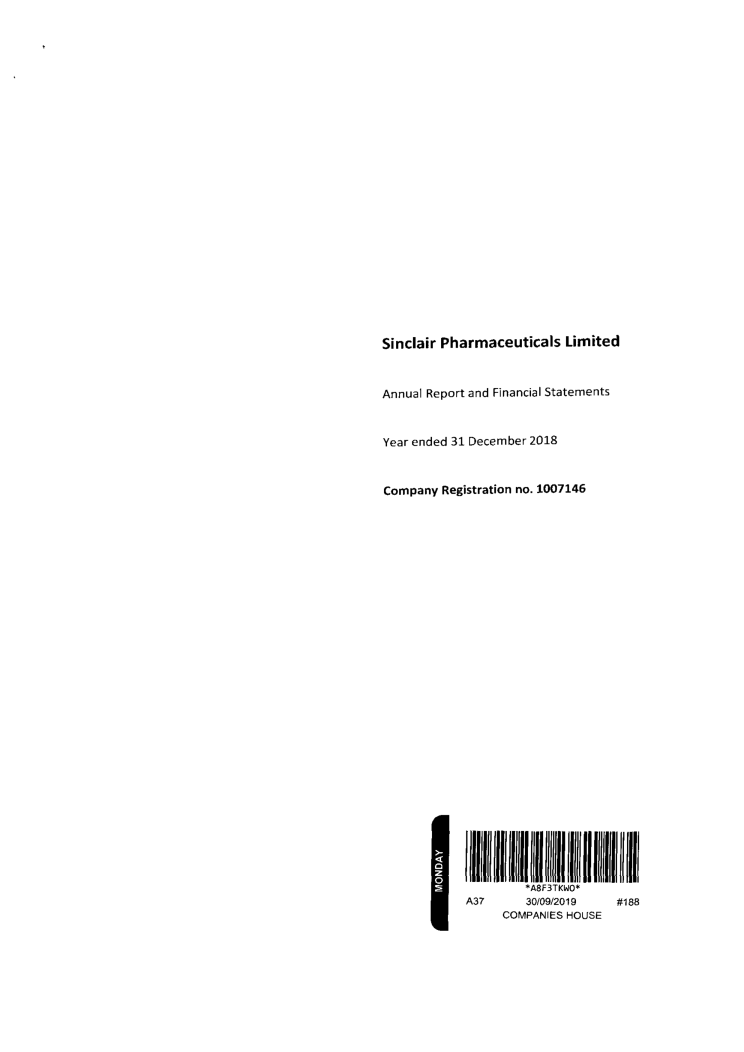 Sinclair Pharmaceuticals Limited
Annual Report and Financial Statements
Year ended 31 December 2018
Company Registration no. 1007146
MONDAY
*A8F3TKW0*
A37 30/09/2019 #188
COMPANIES HOUSE